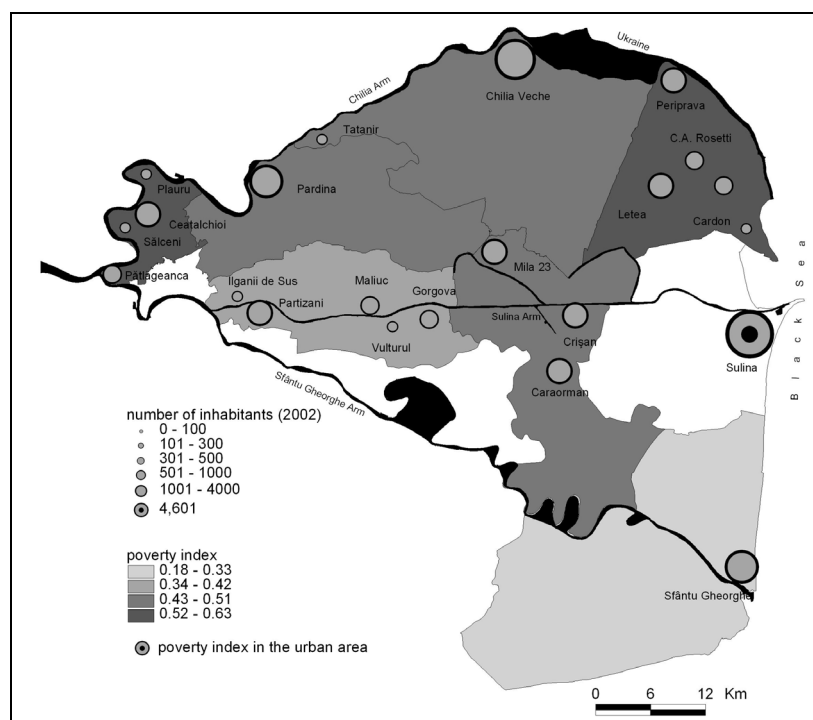 Ukraine
Chilia Arm
Chilia Veche
Periprava
Tatanir
C.A. Rosetti
Plauru
Pardina
Ceatalchioi
Letea
Cardon
Sălceni
Mila 23
Pătlăgeanca
Ilganii de Sus
Maliuc
Gorgova
Partizani
Sulina Arm
Crişan
Vulturul
Sulina
Black Sea
Caraorman
Sfântu Gheorghe Arm
number of inhabitants (2002)
0 - 100
101 - 300
301 - 500
501 - 1000
1001 - 4000
4,601
poverty index
0.18 - 0.33
0.34 - 0.42
0.43 - 0.51
0.52 - 0.63
Sfântu Gheorghe
poverty index in the urban area
0 6 12 Km